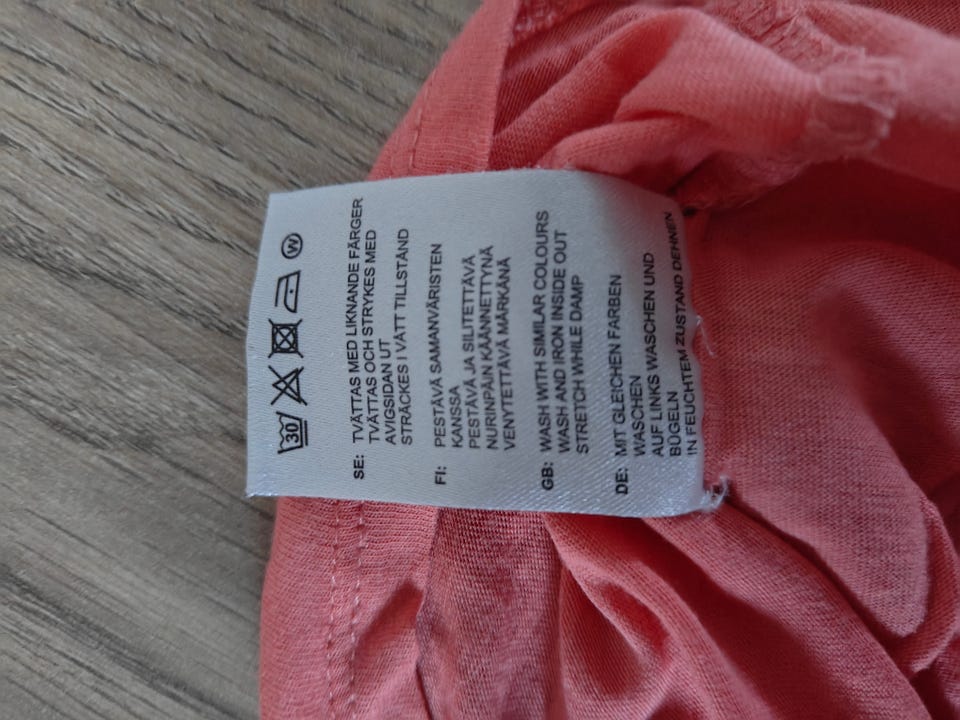 30 W
SE: TVÄTTAS MED LIKNANDE FÄRGER
TVÄTTAS OCH STRYKES MED
AVIGSIDAN UT
STRÄCKES I VÅTT TILLSTÅND
FI: PESTÄVÄ SAMANVÄRISTEN
KANSSA
PESTÄVÄ JA SILITETTÄVÄ
NURINPÄIN KÄÄNNETTYNÄ
VENYTETTÄVÄ MÄRKÄNÄ
GB: WASH WITH SIMILAR COLOURS
WASH AND IRON INSIDE OUT
STRETCH WHILE DAMP
DE: MIT GLEICHEN FARBEN
WASCHEN
AUF LINKS WASCHEN UND
BÜGELN
IN FEUCHTEM ZUSTAND DEHNEN